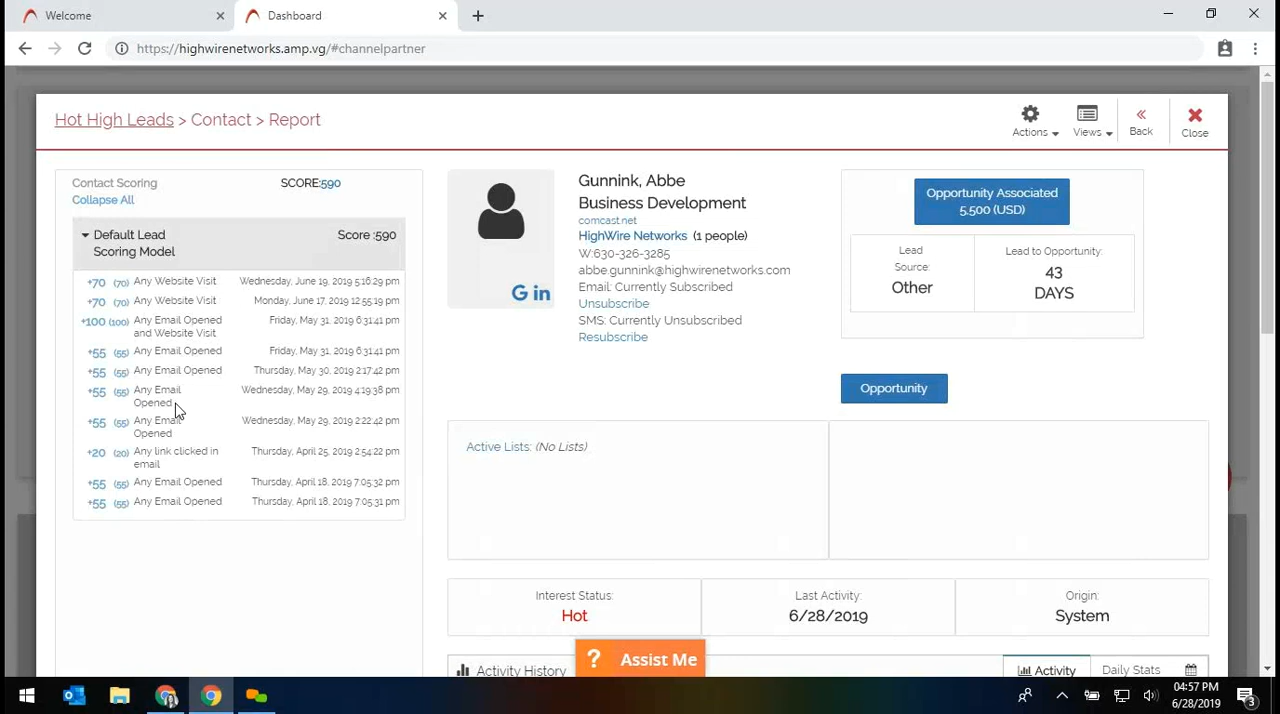 Welcome
Dashboard
https://highwirenetworks.amp.vg/#channelpartner
Hot High Leads > Contact > Report
Actions
Views
Back
Close
Contact Scoring SCORE:590
Collapse All
Default Lead Score :590
Scoring Model
+70 (70) Any Website Visit Wednesday, June 19, 2019 5:16:29 pm
+70 (70) Any Website Visit Monday, June 17, 2019 12:55:19 pm
+100 (100) Any Email Opened Friday, May 31, 2019 6:31:41 pm
and Website Visit
+55 (55) Any Email Opened Friday, May 31, 2019 6:31:41 pm
+55 (55) Any Email Opened Thursday, May 30, 2019 2:17:42 pm
+55 (55) Any Email Wednesday, May 29, 2019 4:19:38 pm
Opened
+55 (55) Any Email Wednesday, May 29, 2019 2:22:42 pm
Opened
+20 (20) Any link clicked in Thursday, April 25, 2019 2:54:22 pm
email
+55 (55) Any Email Opened Thursday, April 18, 2019 7:05:32 pm
+55 (55) Any Email Opened Thursday, April 18, 2019 7:05:31 pm
G in
Gunnink, Abbe
Business Development
comcast.net
HighWire Networks (1 people)
W:630-326-3285
abbe.gunnink@highwirenetworks.com
Email: Currently Subscribed
Unsubscribe
SMS: Currently Unsubscribed
Resubscribe
Opportunity Associated
5,500 (USD)
Lead
Source:
Other
Lead to Opportunity:
43
DAYS
Opportunity
Active Lists: (No Lists)
Interest Status:
Hot
Last Activity:
6/28/2019
Origin:
System
Activity History
? Assist Me
Activity
Daily Stats
04:57 PM
6/28/2019
3